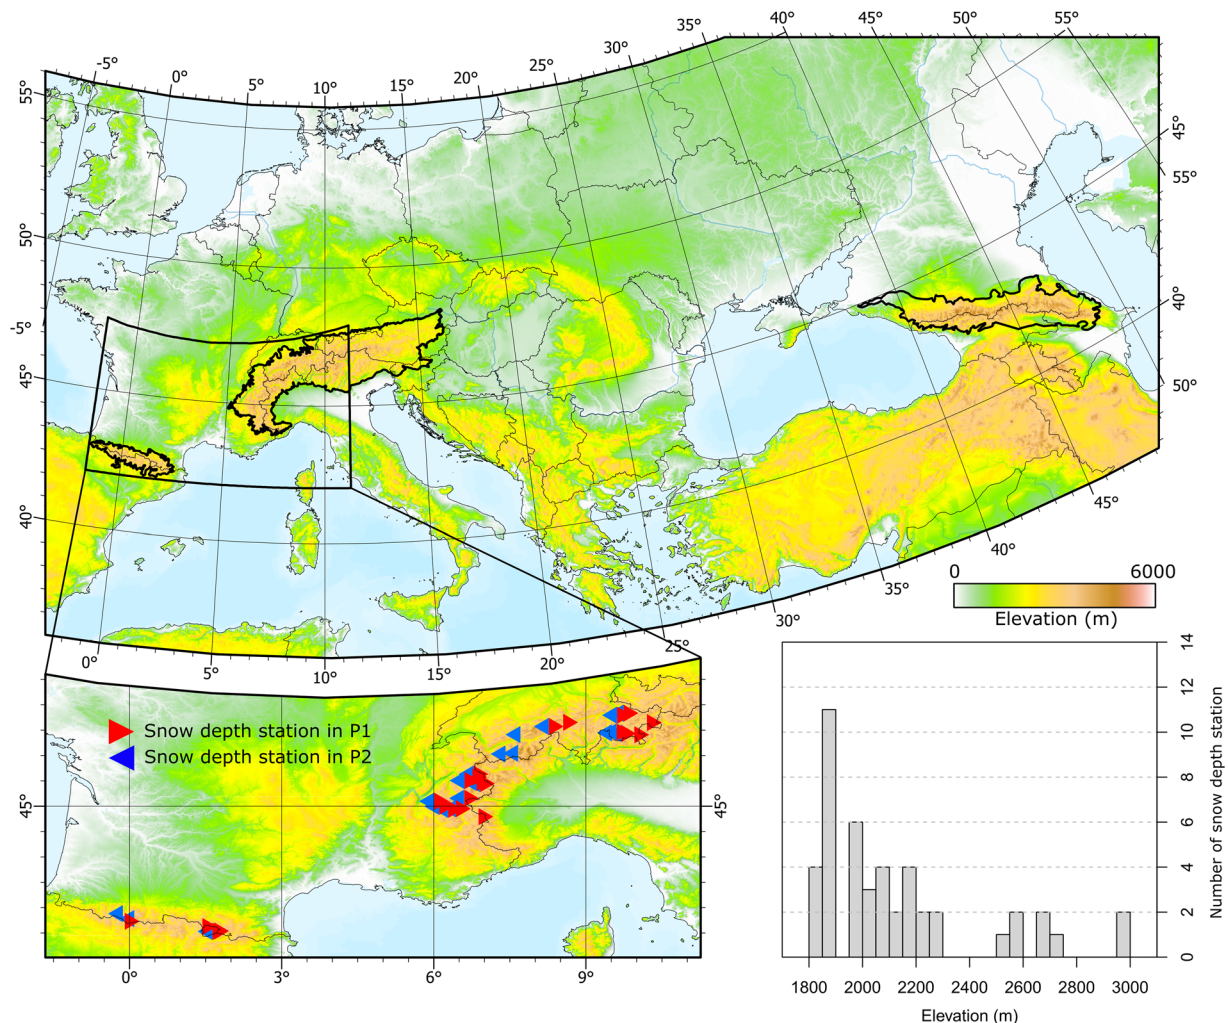 35° 40° 45° 50° 55°
-5° 0° 5° 10° 15° 20° 25° 30°
55°
45°
55°
50°
40°
-5°
45°
50°
40°
45°
40°
35°
30°
25°
0° 5° 10° 15° 20°
0 6000
Elevation (m)
Snow depth station in P1
Snow depth station in P2
45° 45°
0° 3° 6° 9°
14
12
10
8
6
4
2
0
Number of snow depth station
1800 2000 2200 2400 2600 2800 3000
Elevation (m)